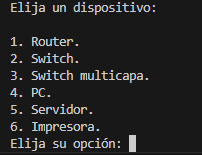 Elija un dispositivo:

1. Router.
2. Switch.
3. Switch multicapa.
4. PC.
5. Servidor.
6. Impresora.
Elija su opción: